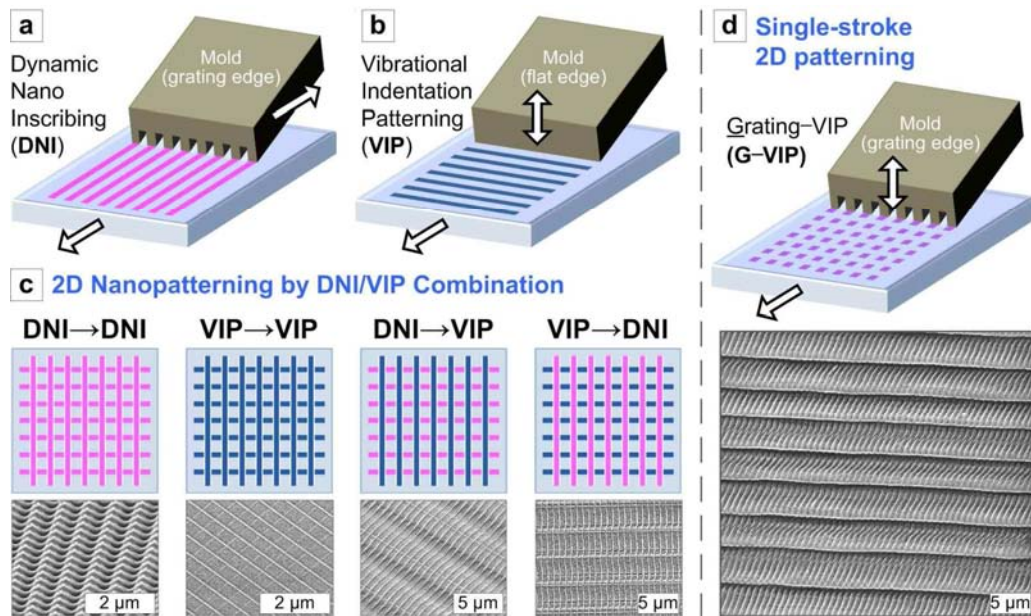 a
Mold
(grating edge)
Dynamic
Nano
Inscribing
(DNI)
b
Mold
(flat edge)
Vibrational
Indentation
Patterning
(VIP)
c 2D Nanopatterning by DNI/VIP Combination
DNI→DNI
VIP→VIP
DNI→VIP
VIP→DNI
2 µm
2 µm
5 µm
5 µm
d Single-stroke
2D patterning
Grating–VIP
(G–VIP)
Mold
(grating edge)
5 µm